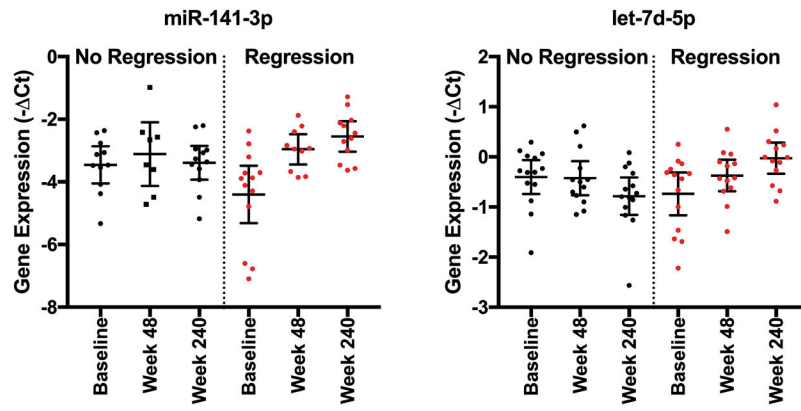 miR-141-3p
No Regression Regression
Gene Expression (-ΔCt)
0
-2
-4
-6
-8
Baseline
Week 48
Week 240
Baseline
Week 48
Week 240
let-7d-5p
No Regression Regression
Gene Expression (-ΔCt)
2
1
0
-1
-2
-3
Baseline
Week 48
Week 240
Baseline
Week 48
Week 240